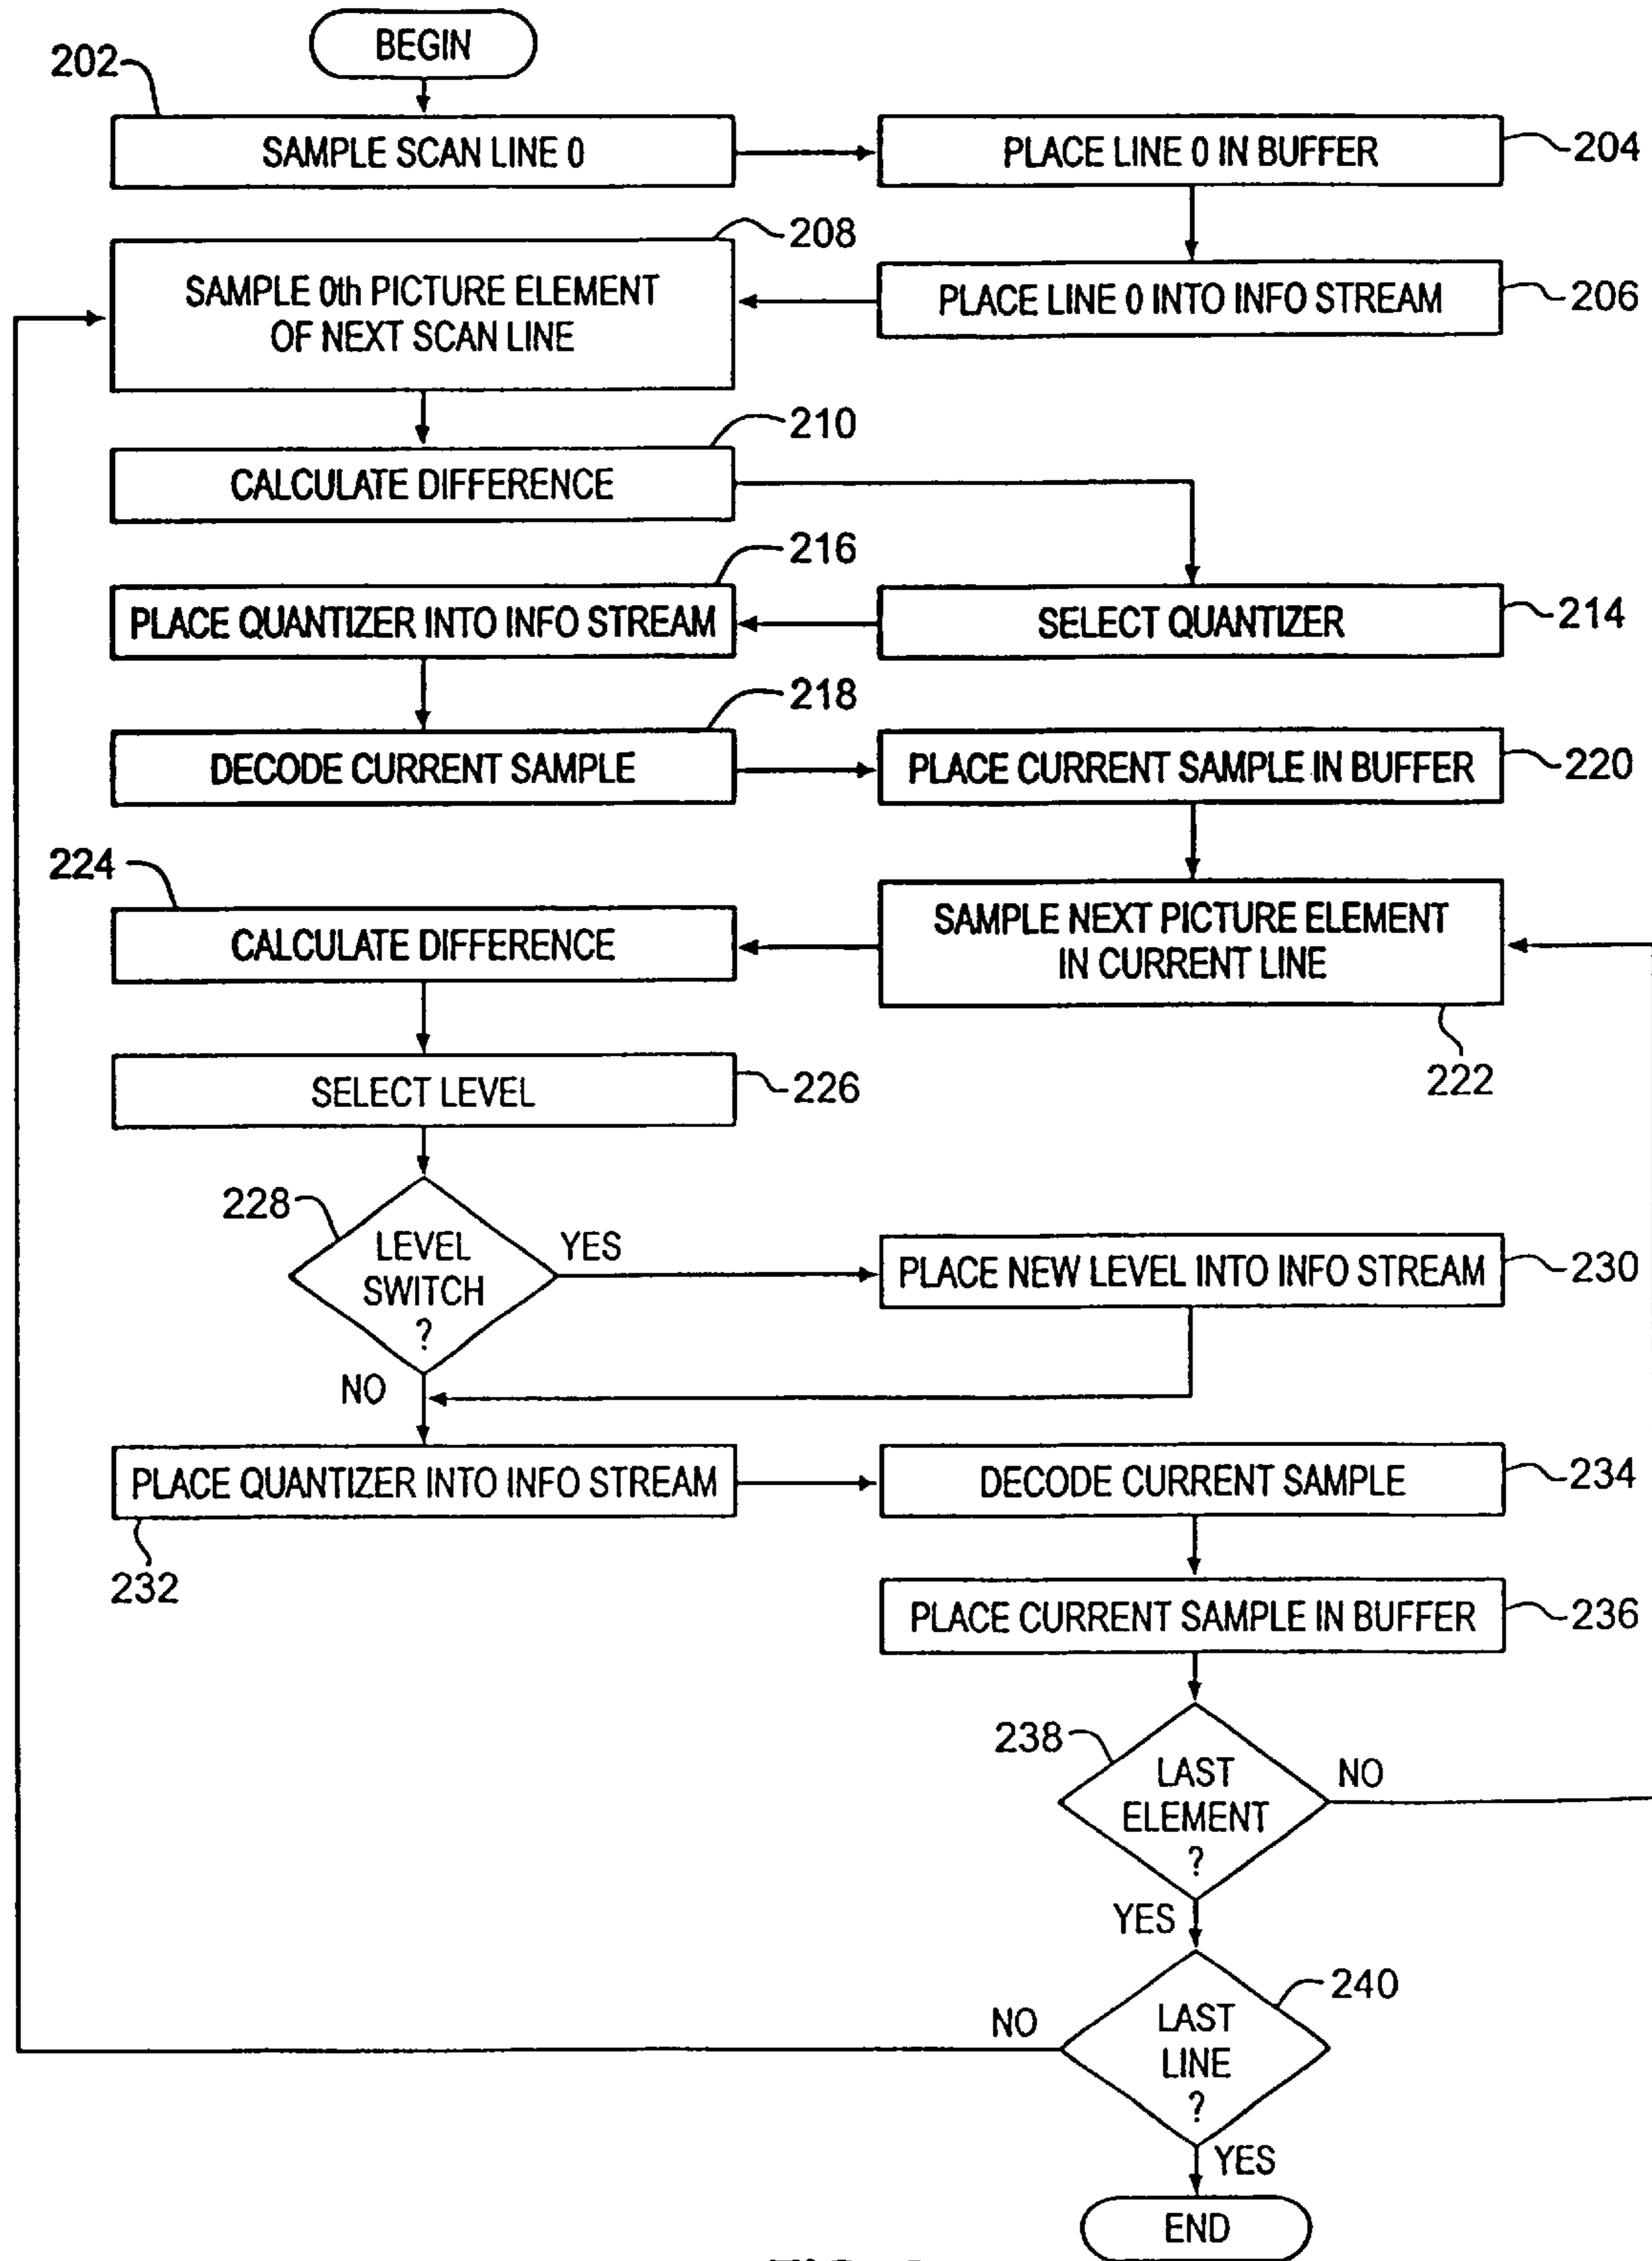 BEGIN
202
SAMPLE SCAN LINE 0
PLACE LINE 0 IN BUFFER
204
208
SAMPLE 0th PICTURE ELEMENT
OF NEXT SCAN LINE
PLACE LINE 0 INTO INFO STREAM
206
210
CALCULATE DIFFERENCE
216
PLACE QUANTIZER INTO INFO STREAM
SELECT QUANTIZER
214
218
DECODE CURRENT SAMPLE
PLACE CURRENT SAMPLE IN BUFFER
220
224
CALCULATE DIFFERENCE
SAMPLE NEXT PICTURE ELEMENT
IN CURRENT LINE
222
SELECT LEVEL
226
228
LEVEL
SWITCH
?
YES
NO
PLACE NEW LEVEL INTO INFO STREAM
230
PLACE QUANTIZER INTO INFO STREAM
232
DECODE CURRENT SAMPLE
234
PLACE CURRENT SAMPLE IN BUFFER
236
238
LAST
ELEMENT
?
NO
YES
240
LAST
LINE
?
NO
YES
END